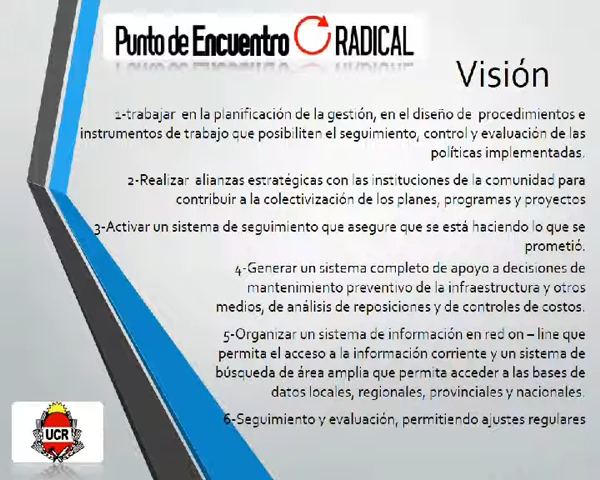 Punto de Encuentro RADICAL
Visión
1-trabajar en la planificación de la gestión, en el diseño de procedimientos e
instrumentos de trabajo que posibiliten el seguimiento, control y evaluación de las
políticas implementadas.
2-Realizar alianzas estratégicas con las instituciones de la comunidad para
contribuir a la colectivización de los planes, programas y proyectos
3-Activar un sistema de seguimiento que asegure que se está haciendo lo que se
prometió.
4-Generar un sistema completo de apoyo a decisiones de
mantenimiento preventivo de la infraestructura y otros
medios, de análisis de reposiciones y de controles de costos.
5-Organizar un sistema de información en red on – line que
permita el acceso a la información corriente y un sistema de
búsqueda de área amplia que permita acceder a las bases de
datos locales, regionales, provinciales y nacionales.
6-Seguimiento y evaluación, permitiendo ajustes regulares
UCR